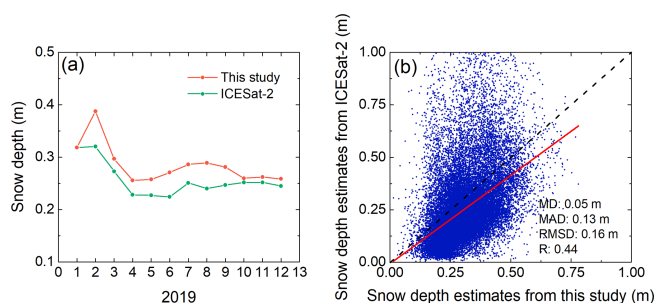 (a)
This study
ICESat-2
Snow depth (m)
0.5
0.4
0.3
0.2
0.1
0 1 2 3 4 5 6 7 8 9 10 11 12 13
2019
(b)
Snow depth estimates from ICESat-2 (m)
1.00
0.75
0.50
0.25
0.00
MD: 0.05 m
MAD: 0.13 m
RMSD: 0.16 m
R: 0.44
0.00 0.25 0.50 0.75 1.00
Snow depth estimates from this study (m)